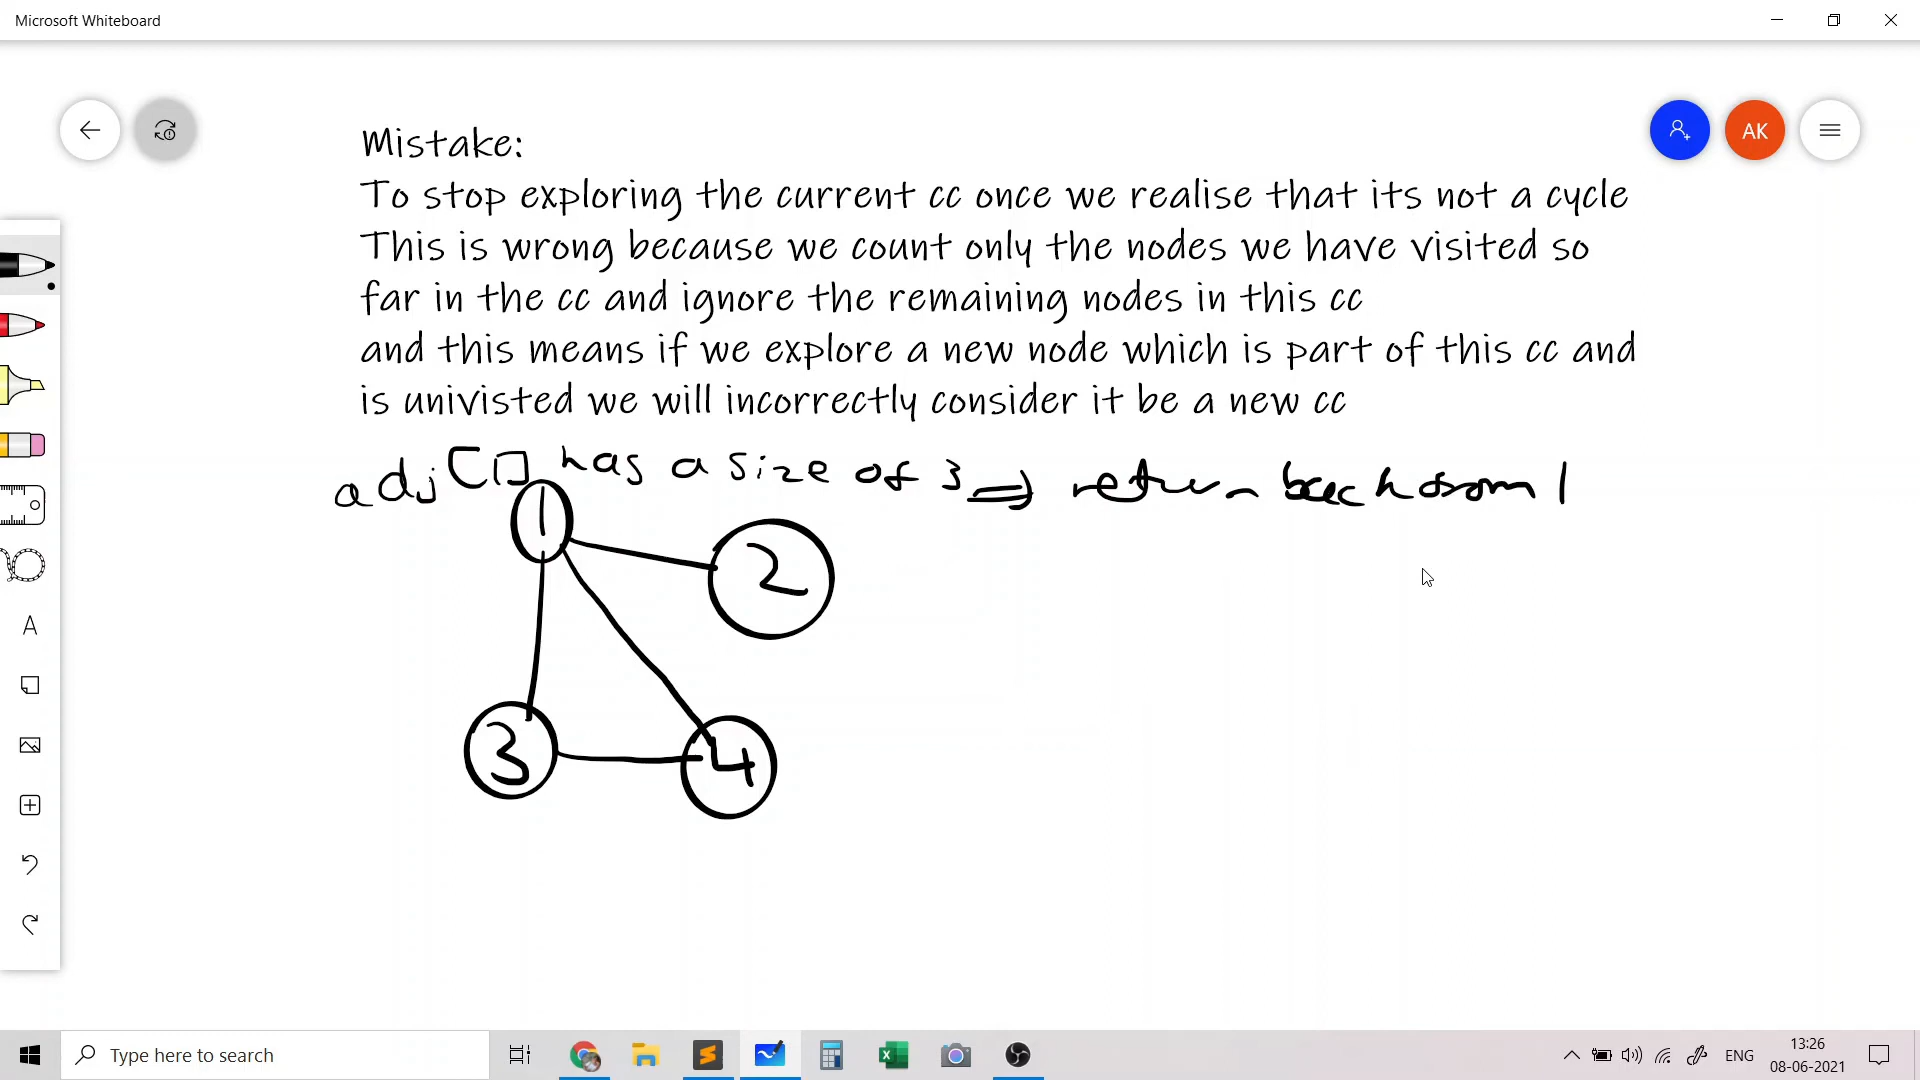 Microsoft Whiteboard
AK
Mistake:
To stop exploring the current cc once we realise that its not a cycle
This is wrong because we count only the nodes we have visited so
far in the cc and ignore the remaining nodes in this cc
and this means if we explore a new node which is part of this cc and
is univisted we will incorrectly consider it be a new cc
adj[1] has a size of 3 => return back from 1
1
2
3
4
A
Type here to search
ENG
13:26
08-06-2021